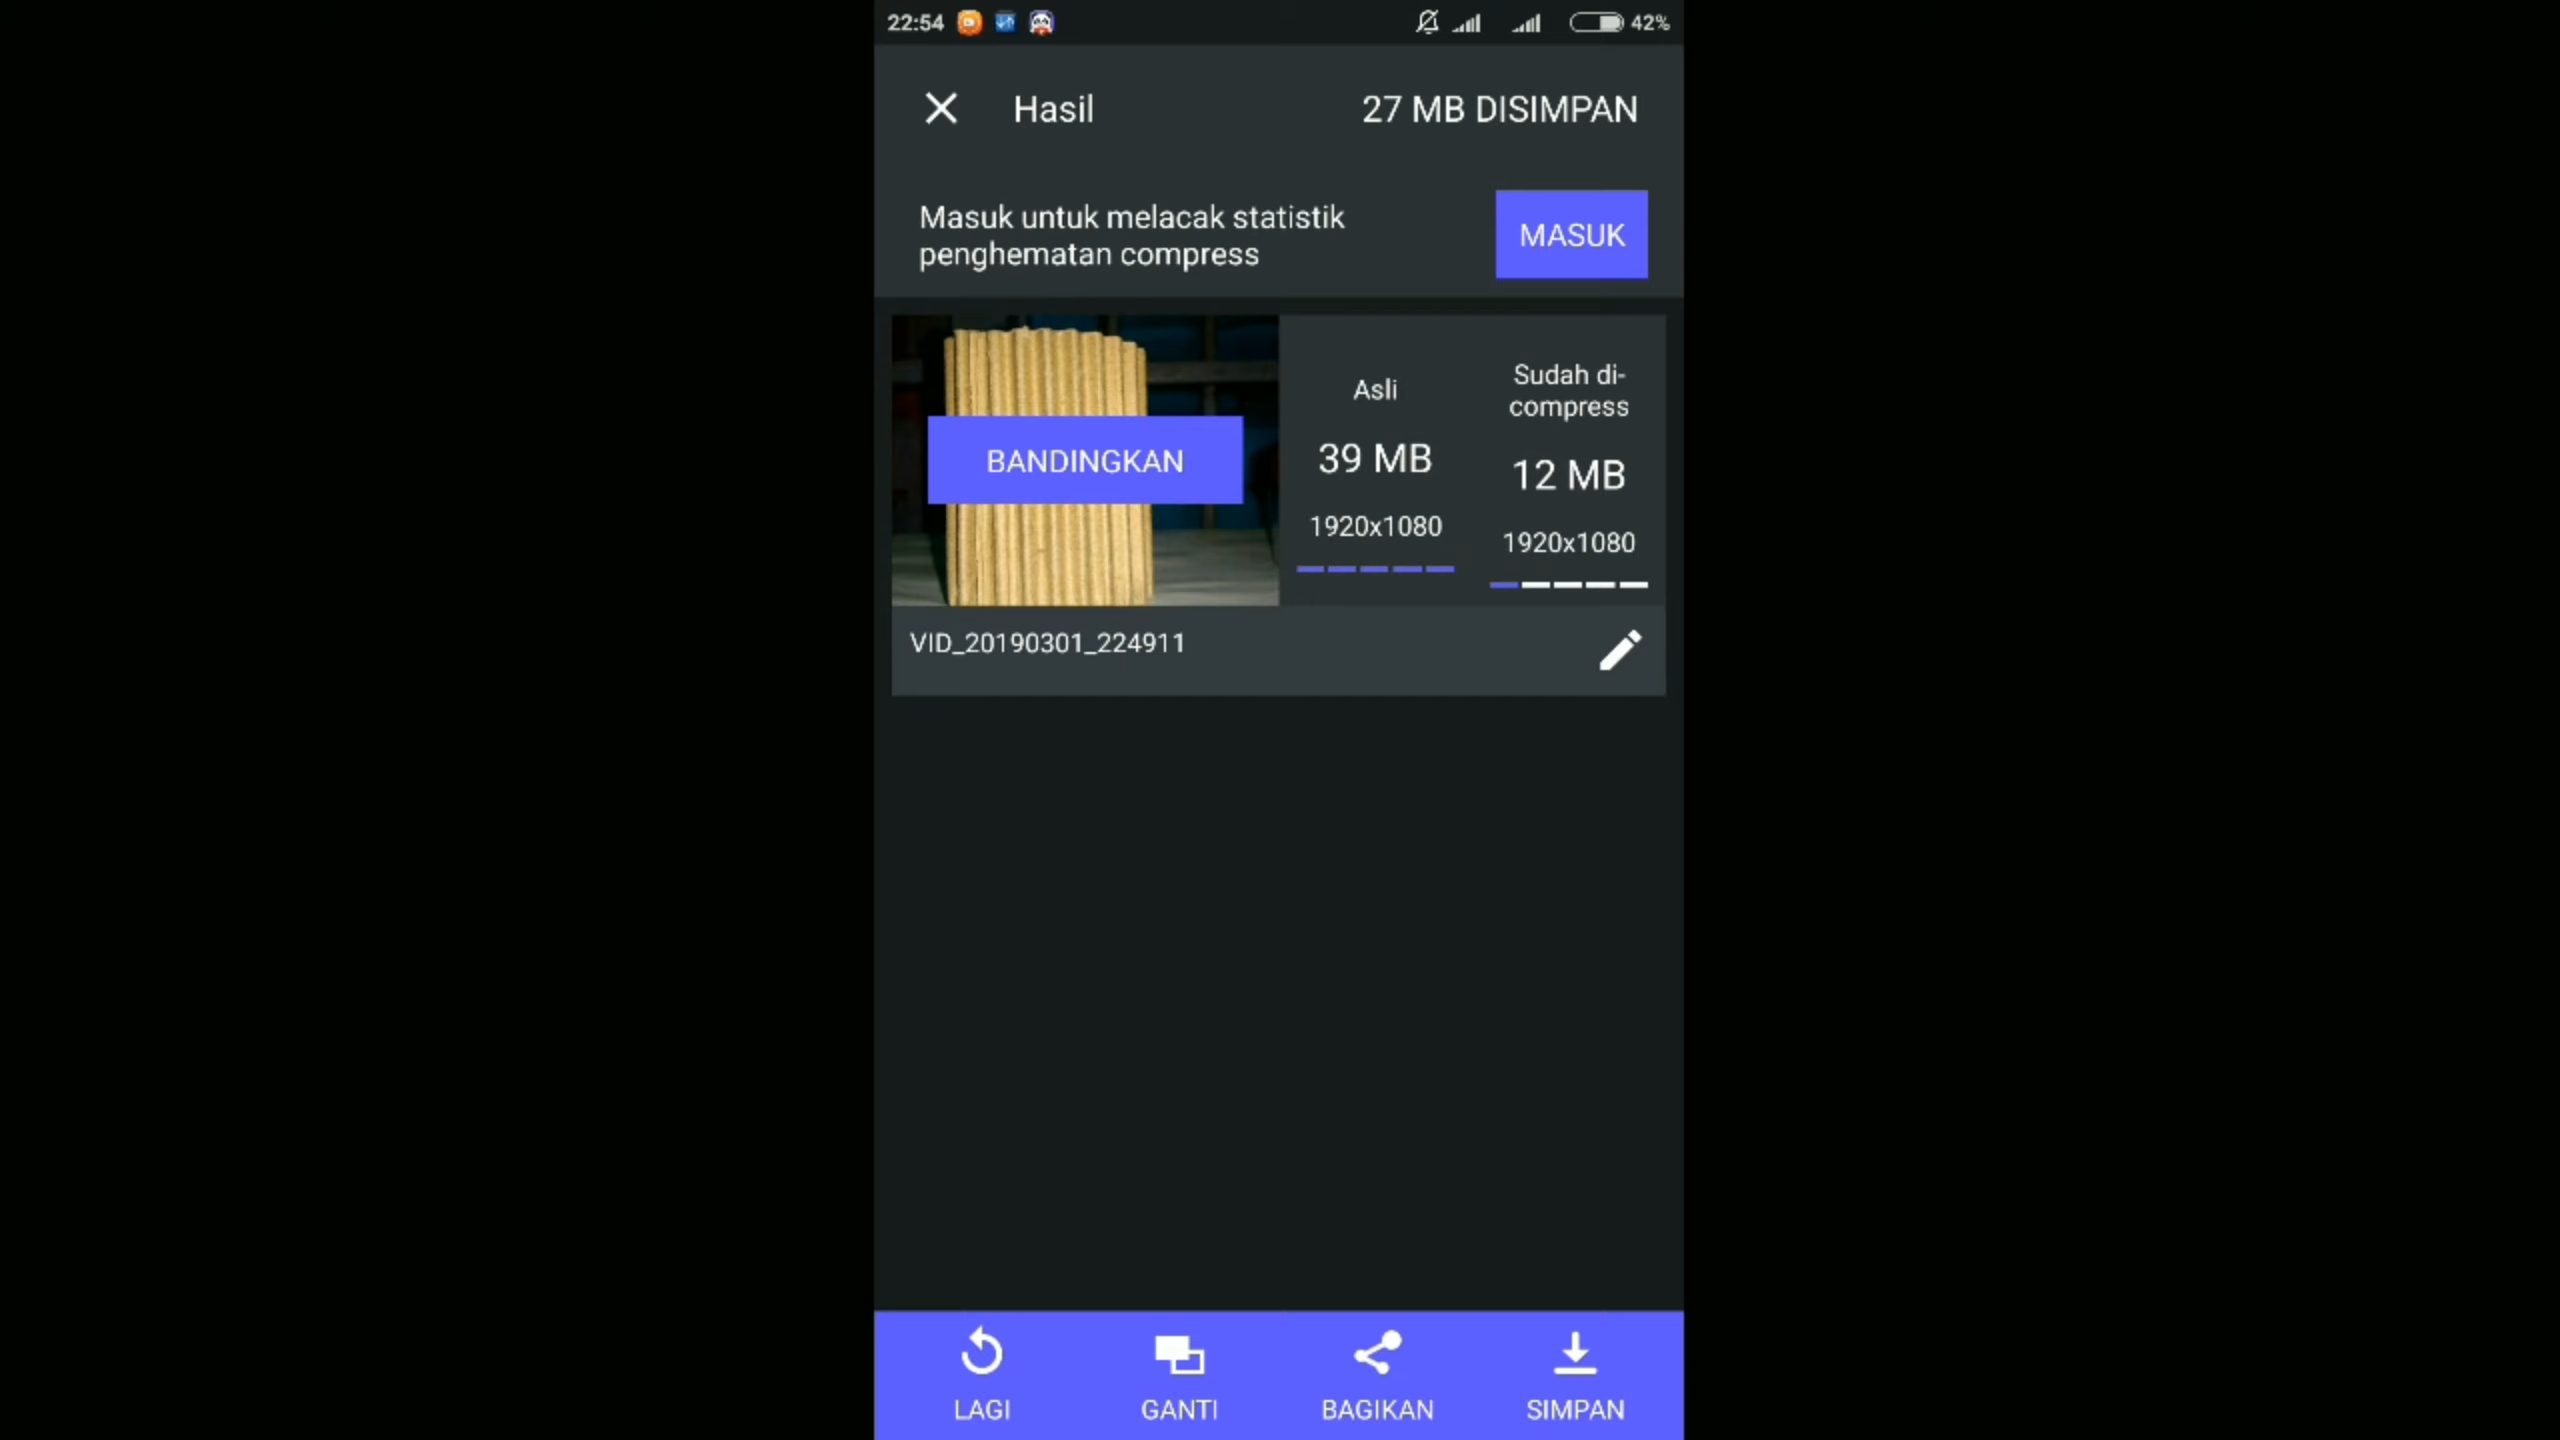 22:54 42%
Hasil 27 MB DISIMPAN
Masuk untuk melacak statistik
penghematan compress
MASUK
BANDINGKAN
Asli
39 MB
1920x1080
Sudah di-
compress
12 MB
1920x1080
VID_20190301_224911
LAGI GANTI BAGIKAN SIMPAN